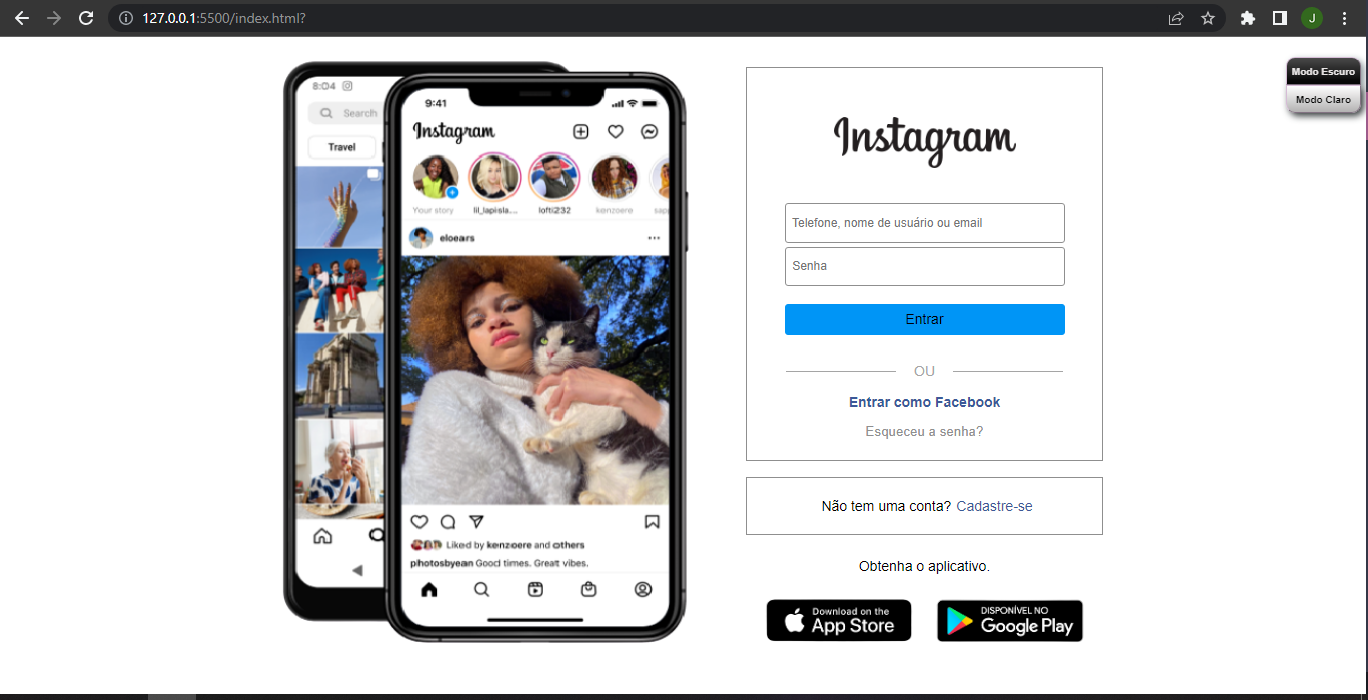 127.0.0.1:5500/index.html?
J
Modo Escuro
Modo Claro
8:04
Search
Travel
9:41
Instagram
Your story
lil_lapisla...
lofti232
kenzoere
sap
eloears
Liked by kenzoere and others
photosbyean Good times. Great vibes.
Instagram
Telefone, nome de usuário ou email
Senha
Entrar
OU
Entrar como Facebook
Esqueceu a senha?
Não tem uma conta? Cadastre-se
Obtenha o aplicativo.
Download on the
App Store
DISPONÍVEL NO
Google Play